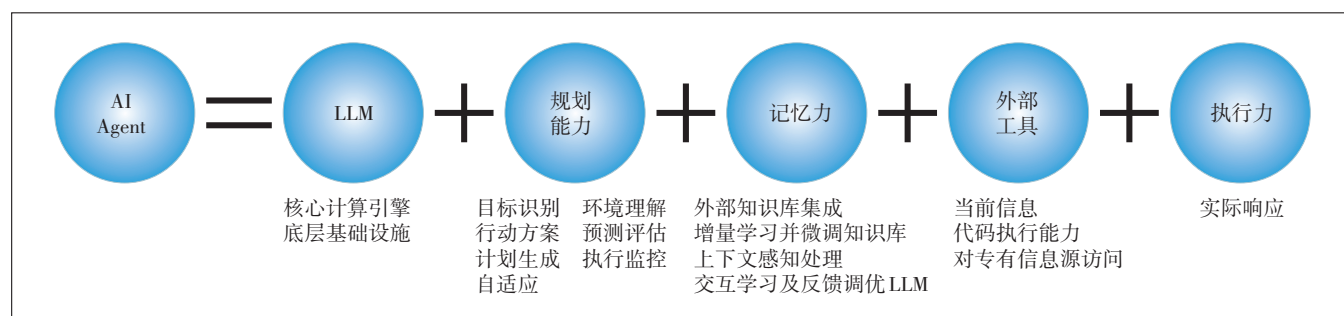 AI
Agent
LLM
规划
能力
记忆力
外部
工具
执行力
核心计算引擎
底层基础设施
目标识别 环境理解
行动方案 预测评估
计划生成 执行监控
自适应
外部知识库集成
增量学习并微调知识库
上下文感知处理
交互学习及反馈调优LLM
当前信息
代码执行能力
对专有信息源访问
实际响应